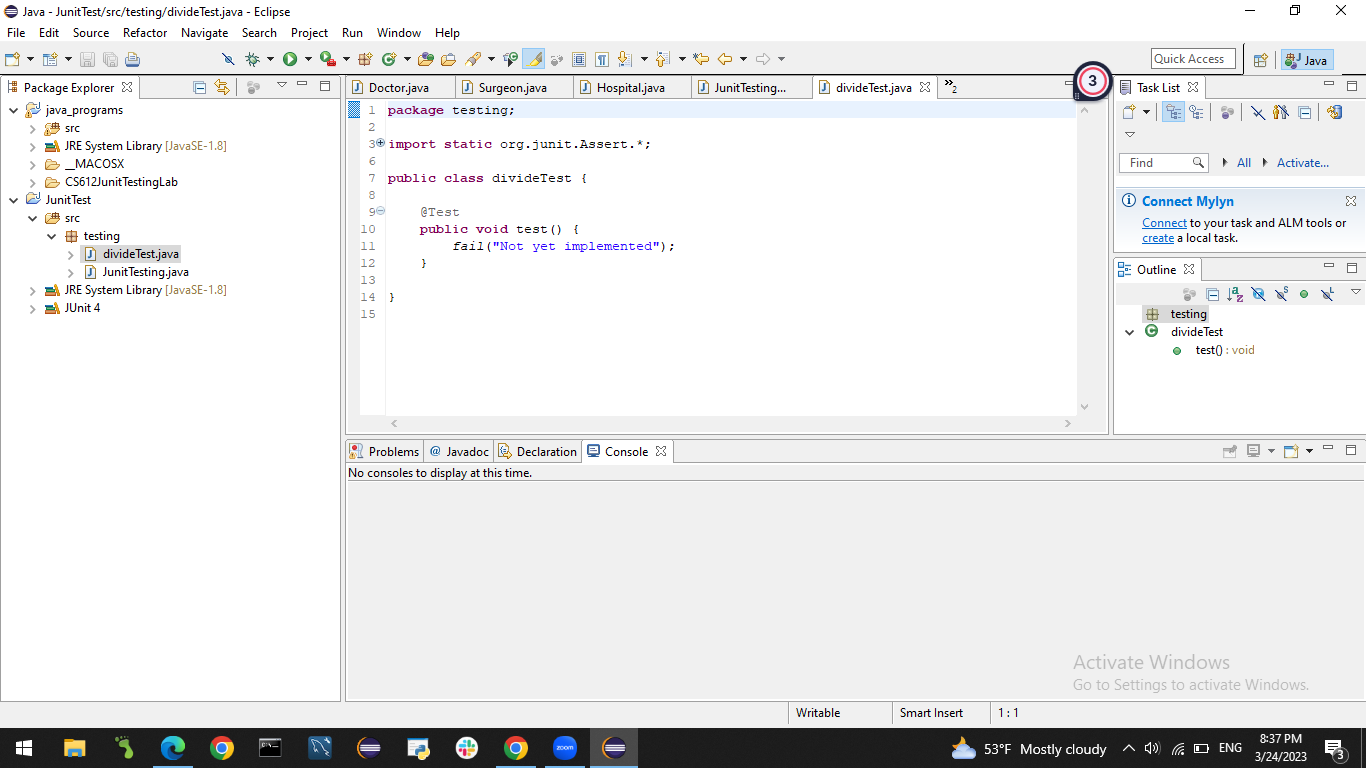 Java - JunitTest/src/testing/divideTest.java - Eclipse
File Edit Source Refactor Navigate Search Project Run Window Help
Quick Access
Java
Package Explorer
java_programs
src
JRE System Library [JavaSE-1.8]
__MACOSX
CS612JunitTestingLab
JunitTest
src
testing
divideTest.java
JunitTesting.java
JRE System Library [JavaSE-1.8]
JUnit 4
Doctor.java Surgeon.java Hospital.java JUnitTesting... divideTest.java »2
1 package testing;
2
3 import static org.junit.Assert.*;
6
7 public class divideTest {
8
9 @Test
10 public void test() {
11 fail("Not yet implemented");
12 }
13
14 }
15
3
Task List
Find All Activate...
Connect Mylyn
Connect to your task and ALM tools or
create a local task.
Outline
testing
divideTest
test() : void
Problems @ Javadoc Declaration Console
No consoles to display at this time.
Activate Windows
Go to Settings to activate Windows.
Writable Smart Insert 1 : 1
zoom
53°F Mostly cloudy ENG
8:37 PM
3/24/2023
3